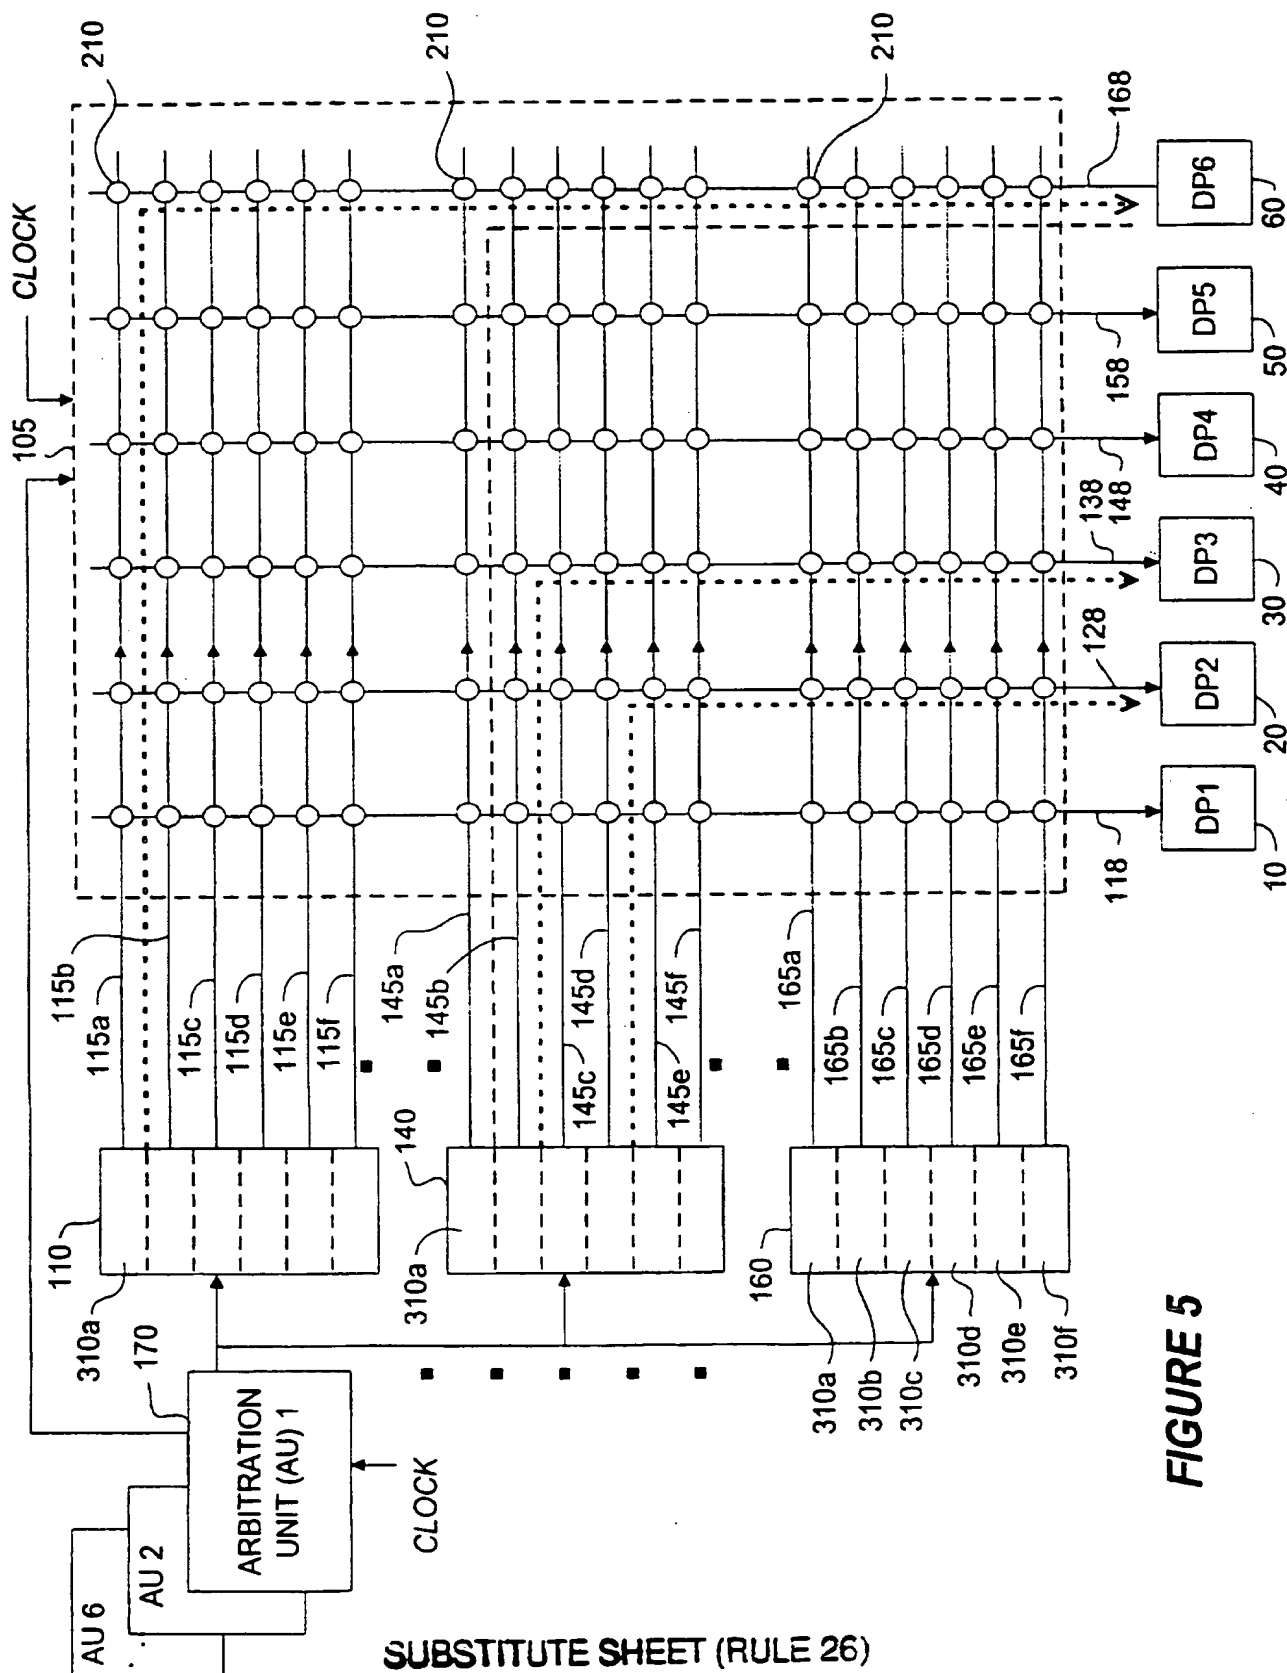 AU 6
AU 2
ARBITRATION
UNIT (AU) 1
170
CLOCK
CLOCK
105
110
310a
140
310a
160
310a
310b
310c
310d
310e
310f
115a
115b
115c
115d
115e
115f
145a
145b
145c
145d
145e
145f
165a
165b
165c
165d
165e
165f
210
210
210
118
128
138
148
158
168
DP1
DP2
DP3
DP4
DP5
DP6
10
20
30
40
50
60
FIGURE 5
SUBSTITUTE SHEET (RULE 26)